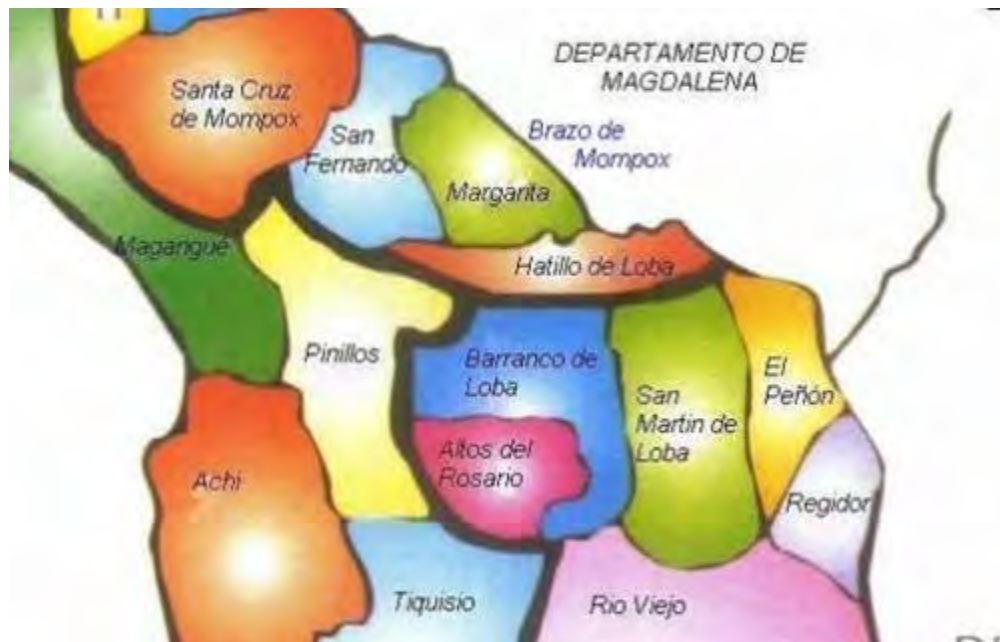 DEPARTAMENTO DE
MAGDALENA
Santa Cruz
de Mompox
San
Fernando
Brazo de
Mompox
Margarita
Magangué
Hatillo de Loba
Pinillos
Barranco de
Loba
El
Peñón
San
Martin de
Loba
Altos del
Rosario
Achi
Regidor
Tiquisio
Rio Viejo